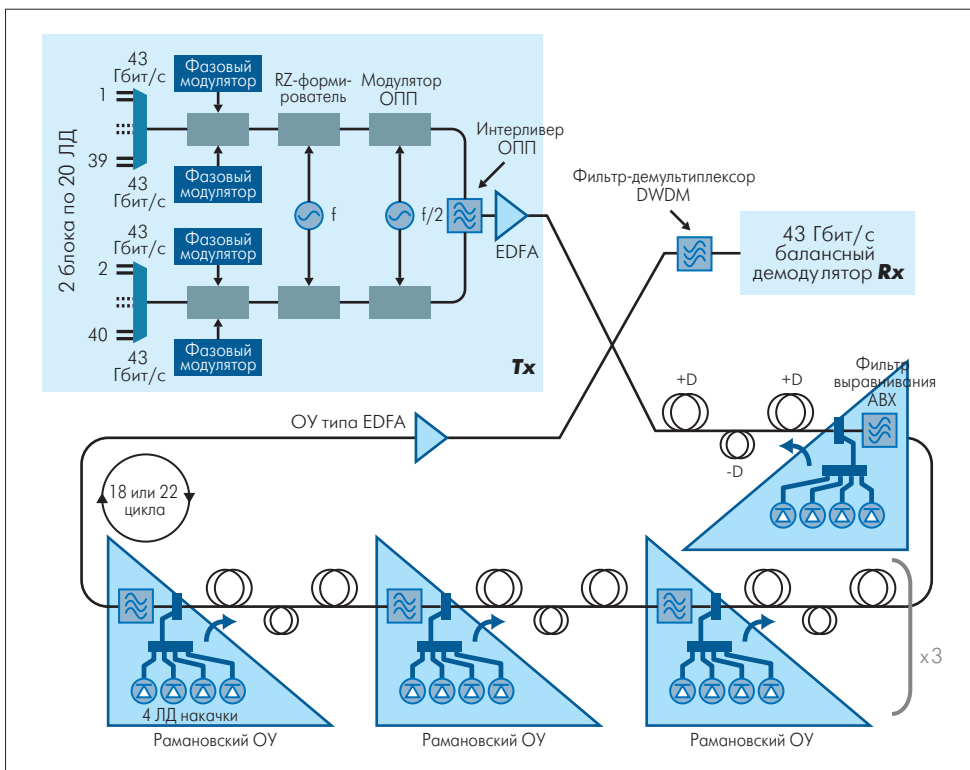 43
Гбит/с
1
39
43
Гбит/с
Фазовый
модулятор
Фазовый
модулятор
RZ-форми-
рователь
Модулятор
ОПП
Интерливер
ОПП
2 блока по 20 ЛД
f
f/2
EDFA
43
Гбит/с
2
40
43
Гбит/с
Фазовый
модулятор
Фазовый
модулятор
Tx
Фильтр-демультиплексор
DWDM
43 Гбит/с
балансный
демодулятор Rx
ОУ типа EDFA
+D
-D
+D
Фильтр
выравнивания
АВХ
18 или 22
цикла
4 ЛД накачки
Рамановский ОУ
Рамановский ОУ
Рамановский ОУ
x3